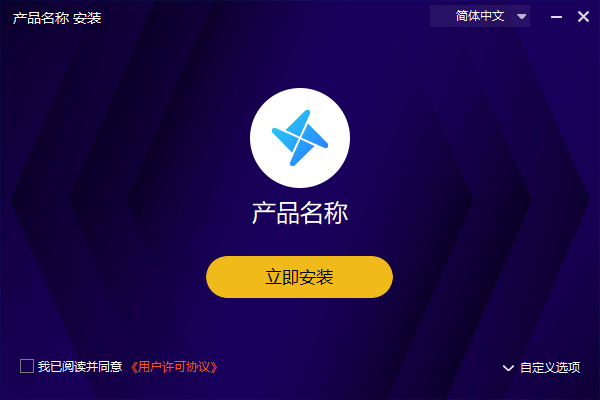 产品名称 安装
简体中文
产品名称
立即安装
我已阅读并同意 《用户许可协议》
自定义选项